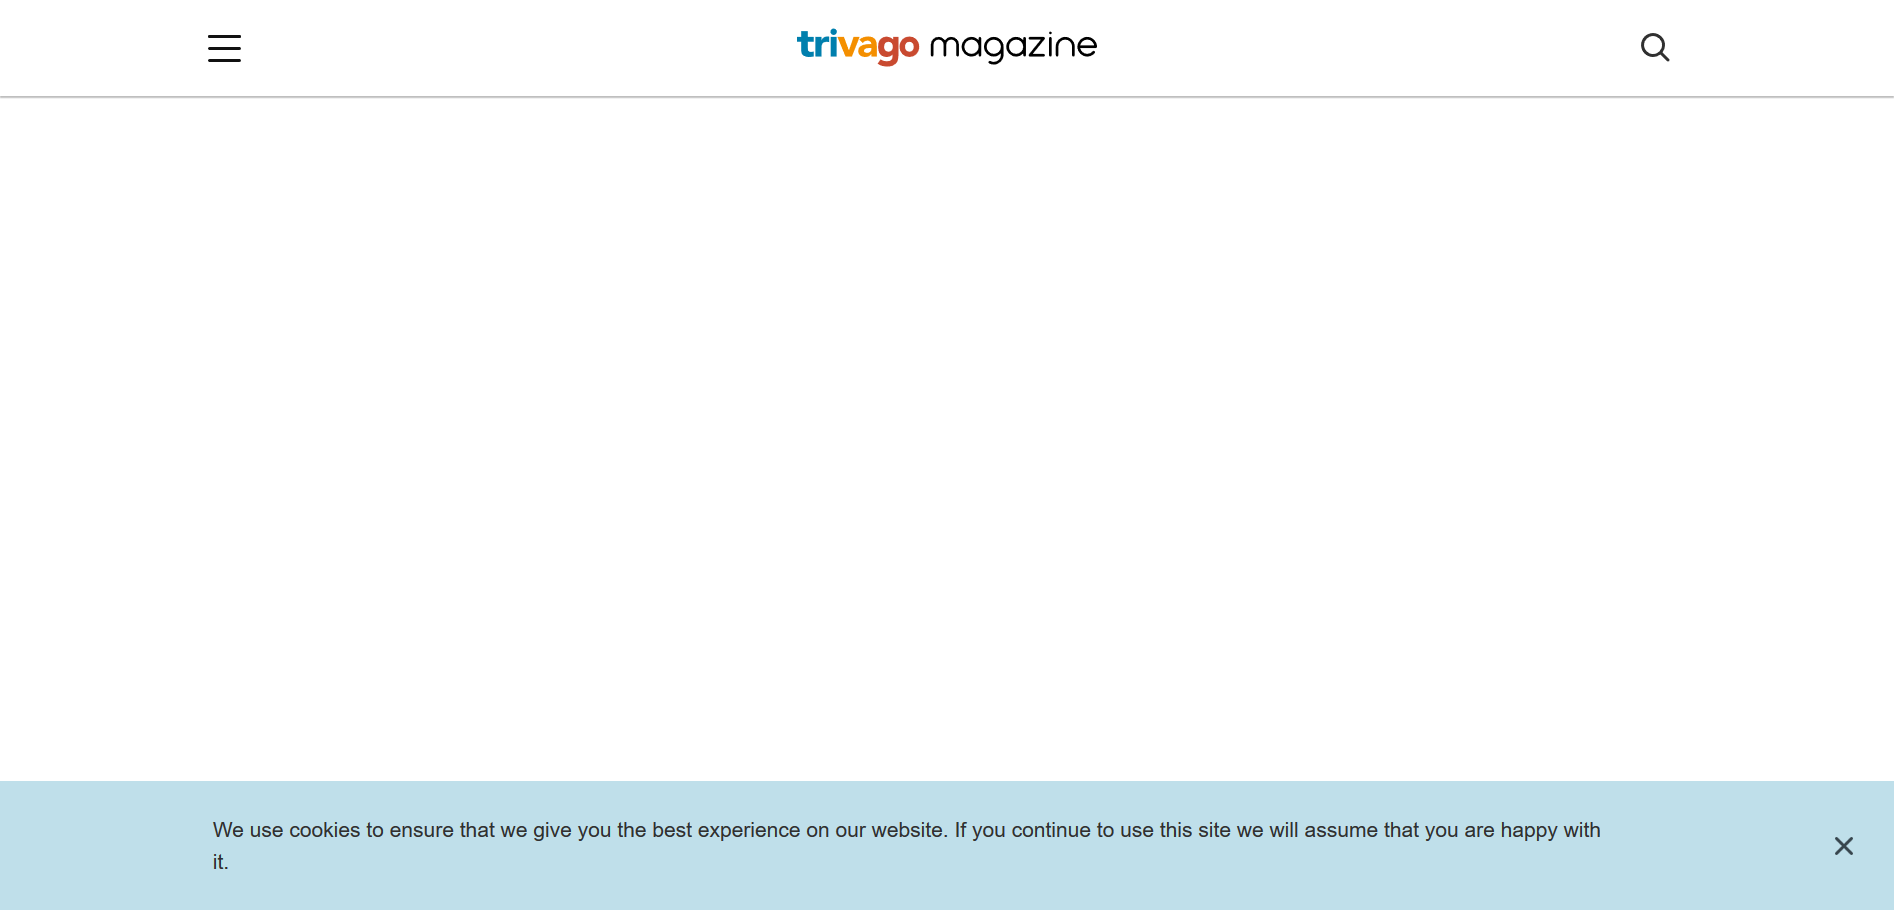 trivago magazine
We use cookies to ensure that we give you the best experience on our website. If you continue to use this site we will assume that you are happy with
it.